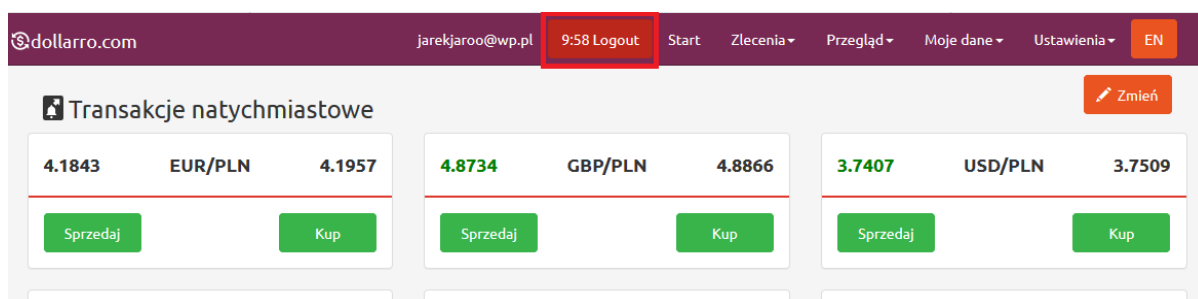 dollarro.com jarekjaroo@wp.pl 9:58 Logout Start Zlecenia Przegląd Moje dane Ustawienia EN
Transakcje natychmiastowe Zmień
4.1843 EUR/PLN 4.1957 4.8734 GBP/PLN 4.8866 3.7407 USD/PLN 3.7509
Sprzedaj Kup Sprzedaj Kup Sprzedaj Kup